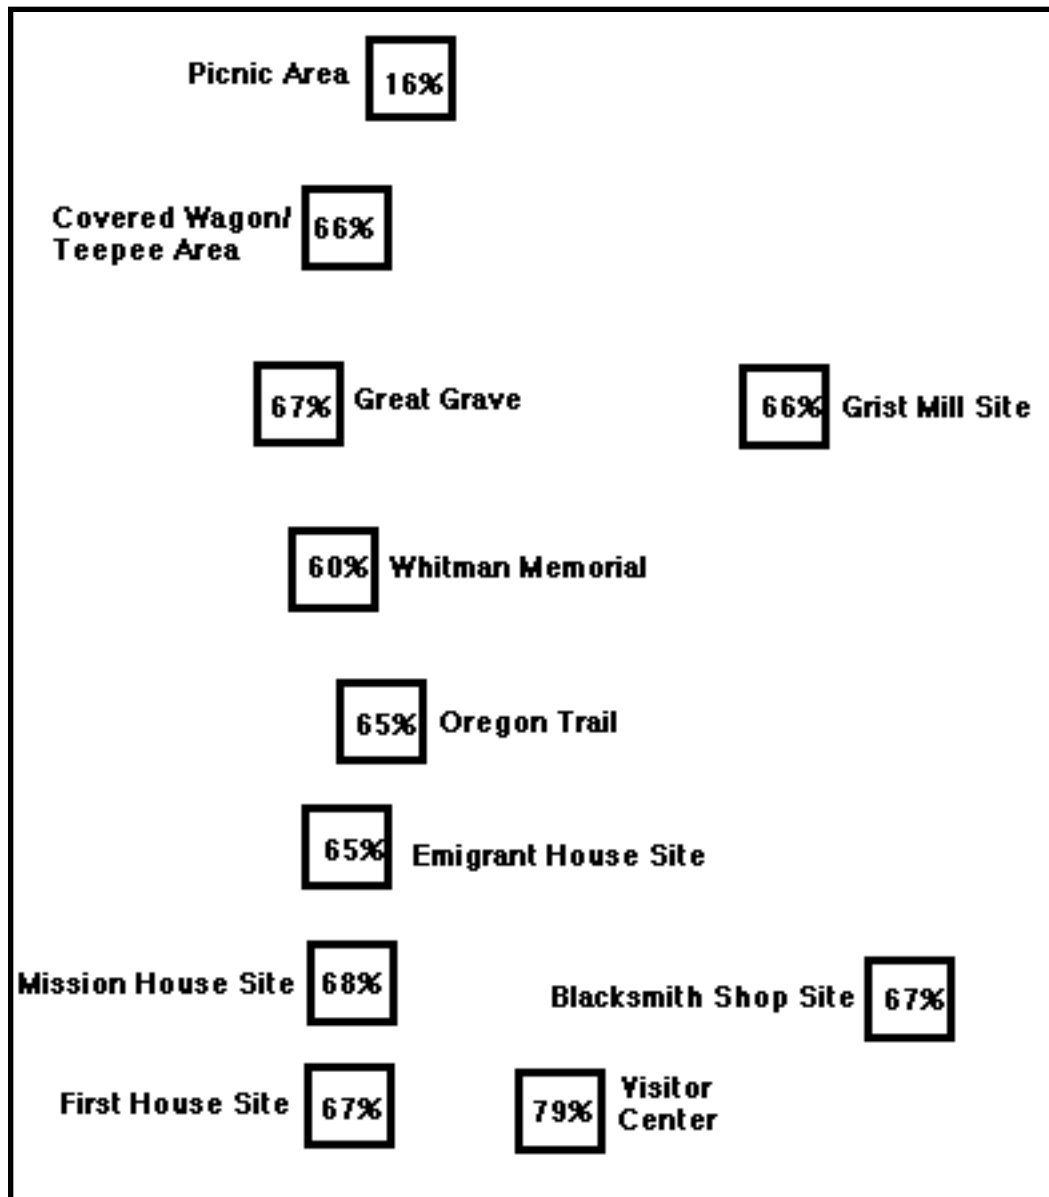 Picnic Area 16%
Covered Wagon/
Teepee Area 66%
67% Great Grave
66% Grist Mill Site
60% Whitman Memorial
65% Oregon Trail
65% Emigrant House Site
Mission House Site 68%
Blacksmith Shop Site 67%
First House Site 67%
79% Visitor
Center